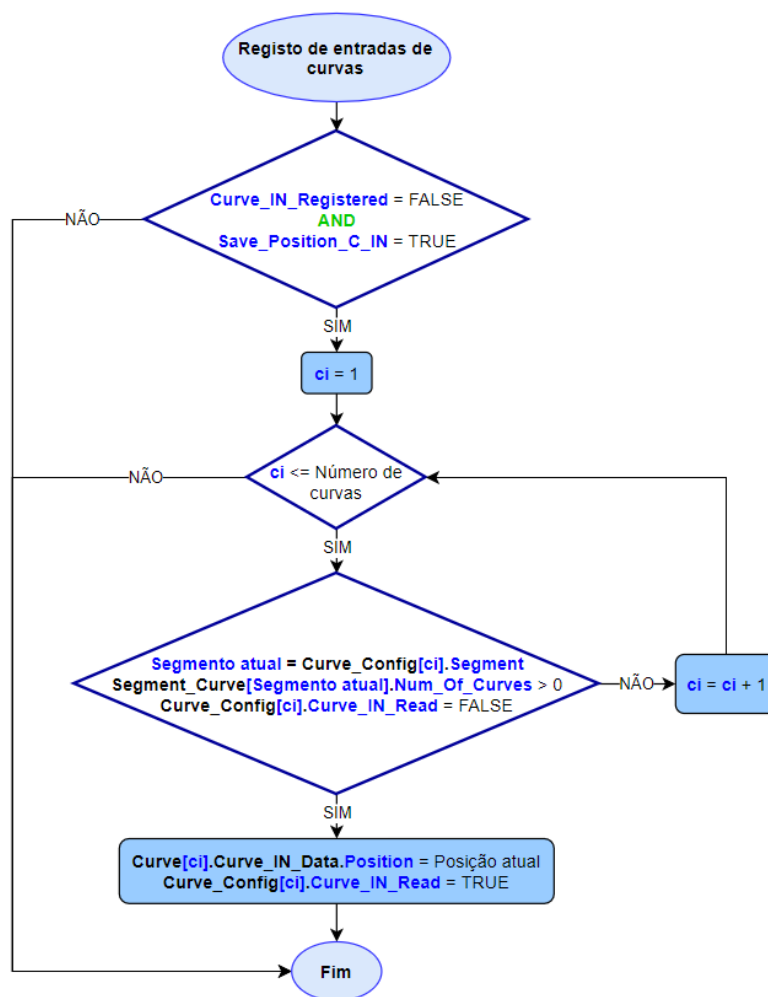 Registo de entradas de
curvas
Curve_IN_Registered = FALSE
AND
Save_Position_C_IN = TRUE
NÃO
SIM
ci = 1
ci <= Número de
curvas
NÃO
SIM
Segmento atual = Curve_Config[ci].Segment
Segment_Curve[Segmento atual].Num_Of_Curves > 0
Curve_Config[ci].Curve_IN_Read = FALSE
NÃO
ci = ci + 1
SIM
Curve[ci].Curve_IN_Data.Position = Posição atual
Curve_Config[ci].Curve_IN_Read = TRUE
Fim